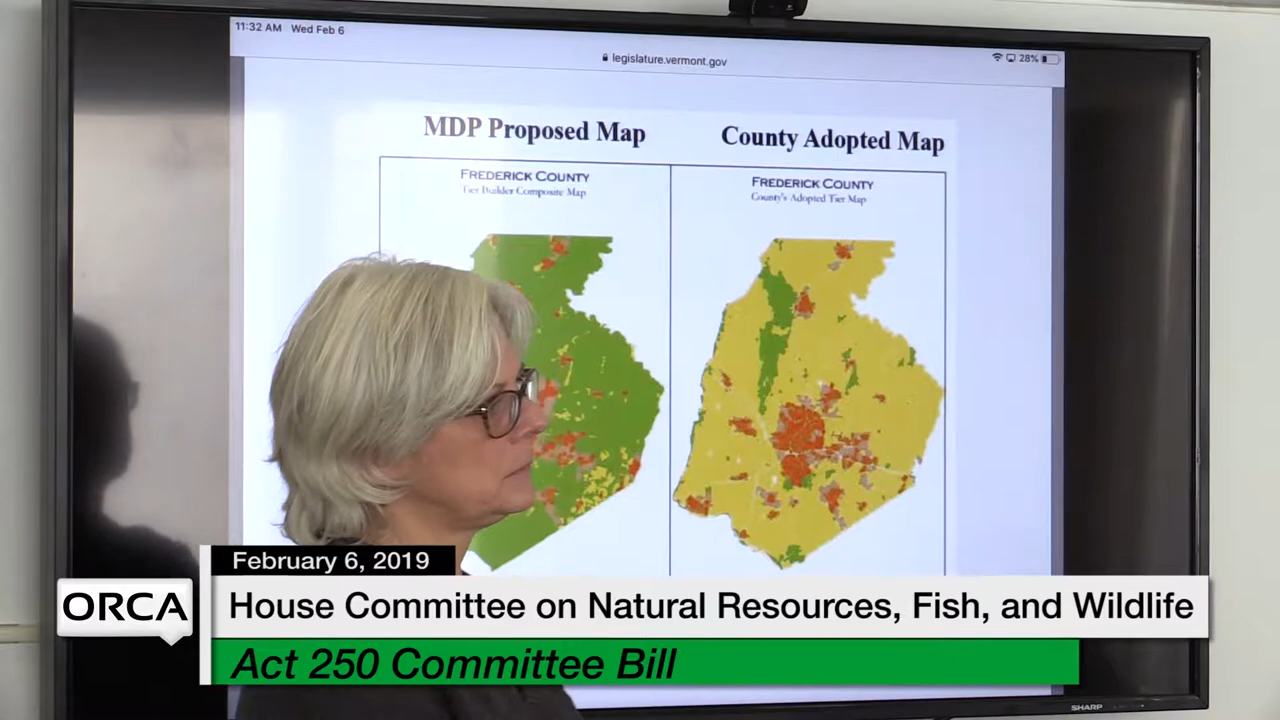 11:32 AM Wed Feb 6
legislature.vermont.gov
28%
MDP Proposed Map
County Adopted Map
FREDERICK COUNTY
Tier Builder Composite Map
FREDERICK COUNTY
County's Adopted Tier Map
February 6, 2019
ORCA
House Committee on Natural Resources, Fish, and Wildlife
Act 250 Committee Bill
SHARP